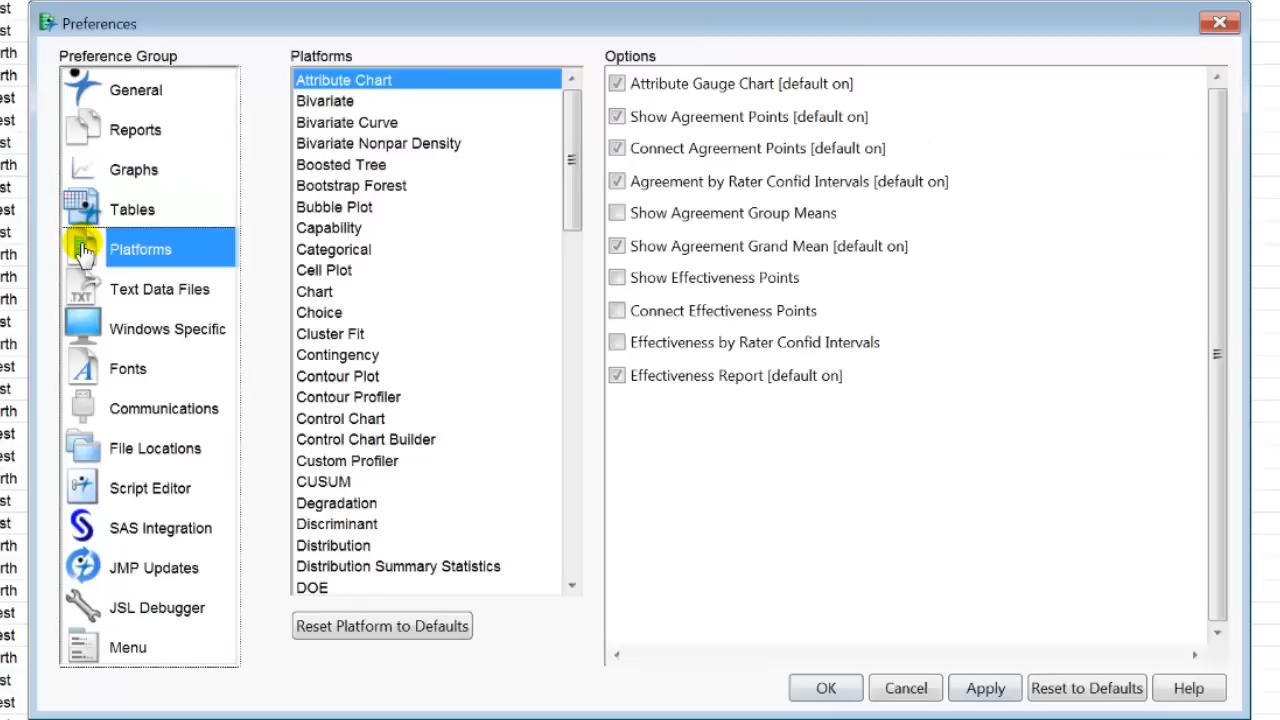 Preferences
Preference Group
General
Reports
Graphs
Tables
Platforms
Text Data Files
Windows Specific
Fonts
Communications
File Locations
Script Editor
SAS Integration
JMP Updates
JSL Debugger
Menu
.TXT
Platforms
Attribute Chart
Bivariate
Bivariate Curve
Bivariate Nonpar Density
Boosted Tree
Bootstrap Forest
Bubble Plot
Capability
Categorical
Cell Plot
Chart
Choice
Cluster Fit
Contingency
Contour Plot
Contour Profiler
Control Chart
Control Chart Builder
Custom Profiler
CUSUM
Degradation
Discriminant
Distribution
Distribution Summary Statistics
DOE
Reset Platform to Defaults
Options
Attribute Gauge Chart [default on]
Show Agreement Points [default on]
Connect Agreement Points [default on]
Agreement by Rater Confid Intervals [default on]
Show Agreement Group Means
Show Agreement Grand Mean [default on]
Show Effectiveness Points
Connect Effectiveness Points
Effectiveness by Rater Confid Intervals
Effectiveness Report [default on]
OK
Cancel
Apply
Reset to Defaults
Help